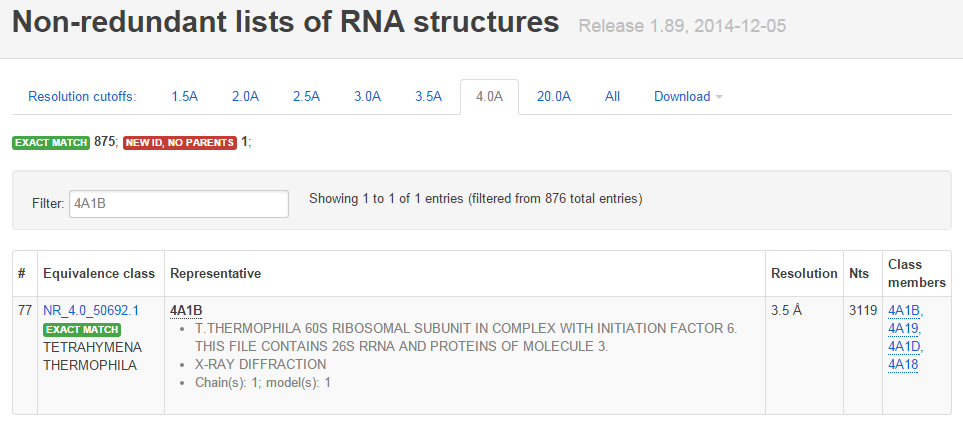 Non-redundant lists of RNA structures Release 1.89, 2014-12-05
Resolution cutoffs: 1.5A 2.0A 2.5A 3.0A 3.5A 4.0A 20.0A All Download
EXACT MATCH 875; NEW ID, NO PARENTS 1;
Filter: 4A1B Showing 1 to 1 of 1 entries (filtered from 876 total entries)
# Equivalence class Representative Resolution Nts Class members
77 NR_4.0_50692.1 4A1B 3.5 Å 3119 4A1B,
EXACT MATCH • T.THERMOPHILA 60S RIBOSOMAL SUBUNIT IN COMPLEX WITH INITIATION FACTOR 6. 4A19,
TETRAHYMENA THIS FILE CONTAINS 26S RRNA AND PROTEINS OF MOLECULE 3. 4A1D,
THERMOPHILA • X-RAY DIFFRACTION 4A18
• Chain(s): 1; model(s): 1